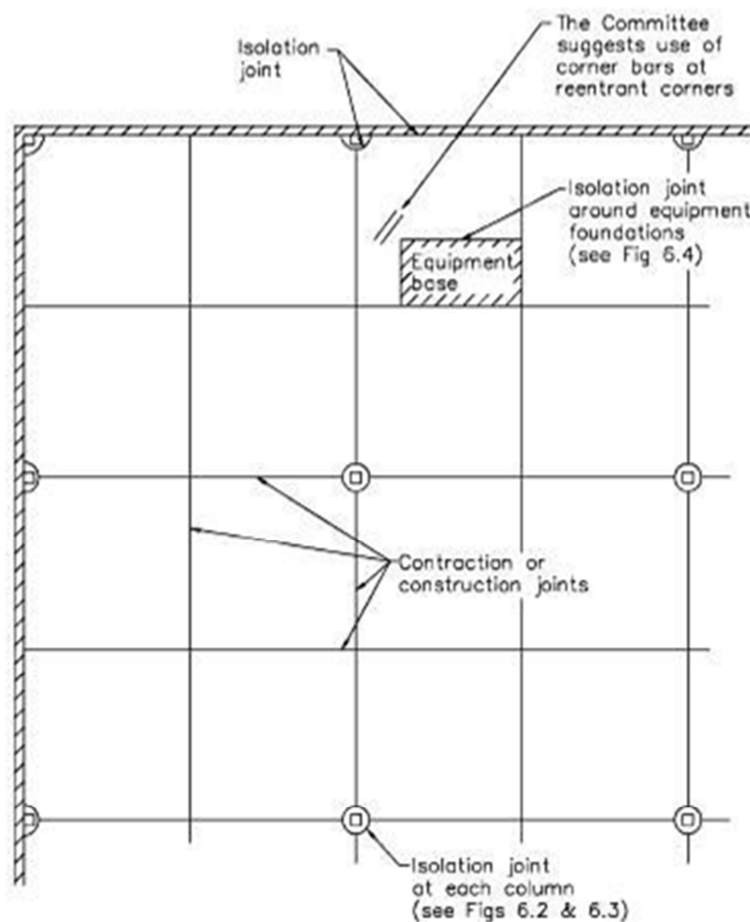 The Committee
suggests use of
corner bars at
reentrant corners
Isolation
joint
Isolation joint
around equipment
foundations
(see Fig 6.4)
Equipment
base
Contraction or
construction joints
Isolation joint
at each column
(see Figs 6.2 & 6.3)